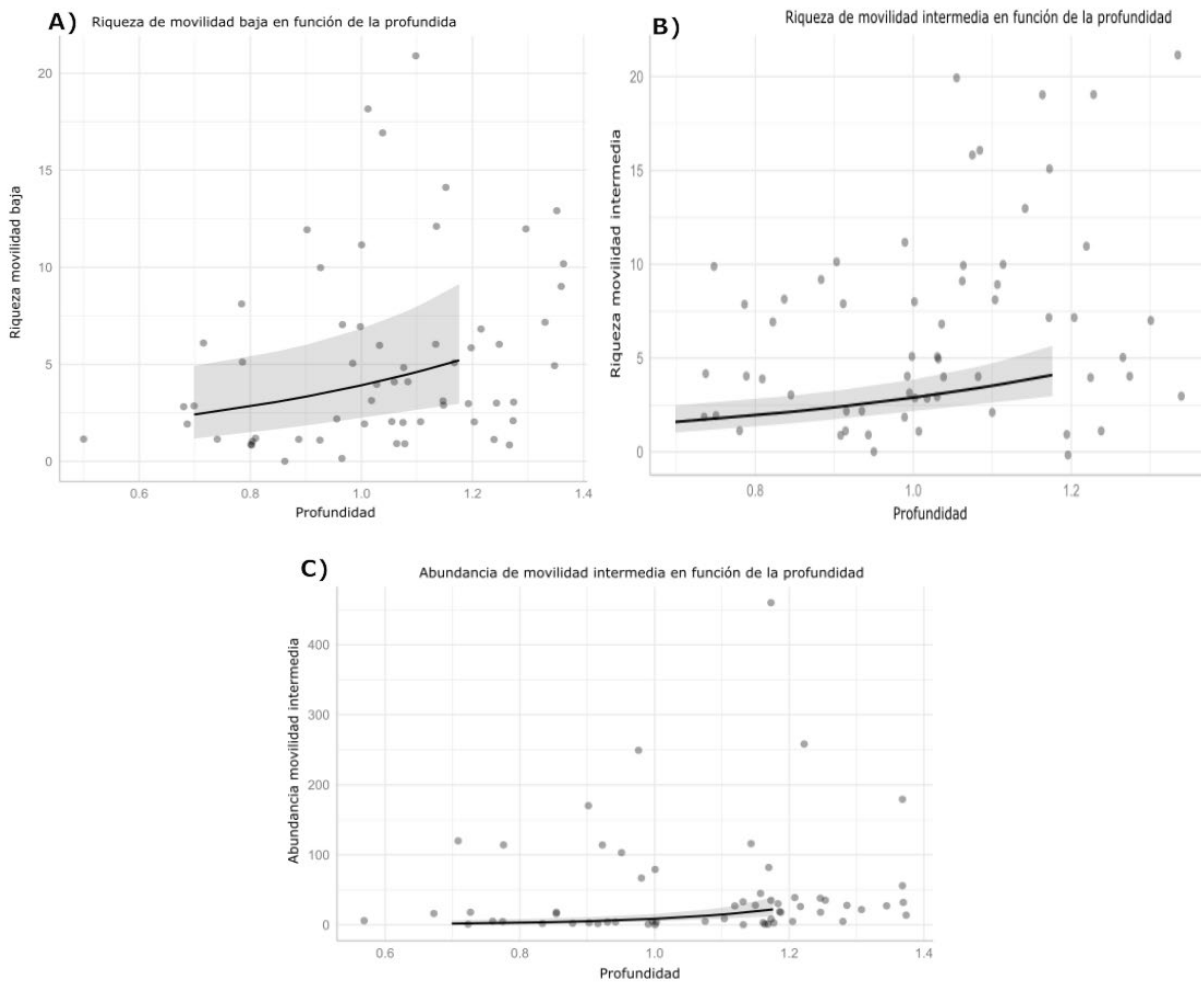 A) Riqueza de movilidad baja en función de la profundida
Riqueza movilidad baja
20
15
10
5
0
0.6 0.8 1.0 1.2 1.4
Profundidad
B) Riqueza de movilidad intermedia en función de la profundidad
Riqueza movilidad intermedia
20
15
10
5
0
0.8 1.0 1.2
Profundidad
C) Abundancia de movilidad intermedia en función de la profundidad
Abundancia movilidad intermedia
400
300
200
100
0
0.6 0.8 1.0 1.2 1.4
Profundidad